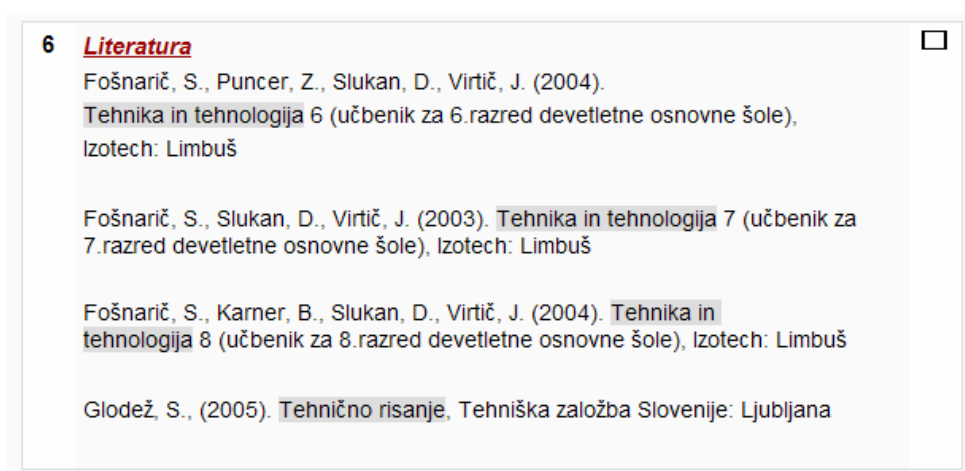 6 Literatura
Fošnarič, S., Puncer, Z., Slukan, D., Virtič, J. (2004).
Tehnika in tehnologija 6 (učbenik za 6.razred devetletne osnovne šole),
Izotech: Limbuš
Fošnarič, S., Slukan, D., Virtič, J. (2003). Tehnika in tehnologija 7 (učbenik za
7.razred devetletne osnovne šole), Izotech: Limbuš
Fošnarič, S., Karner, B., Slukan, D., Virtič, J. (2004). Tehnika in
tehnologija 8 (učbenik za 8.razred devetletne osnovne šole), Izotech: Limbuš
Glodež, S., (2005). Tehnično risanje, Tehniška založba Slovenije: Ljubljana